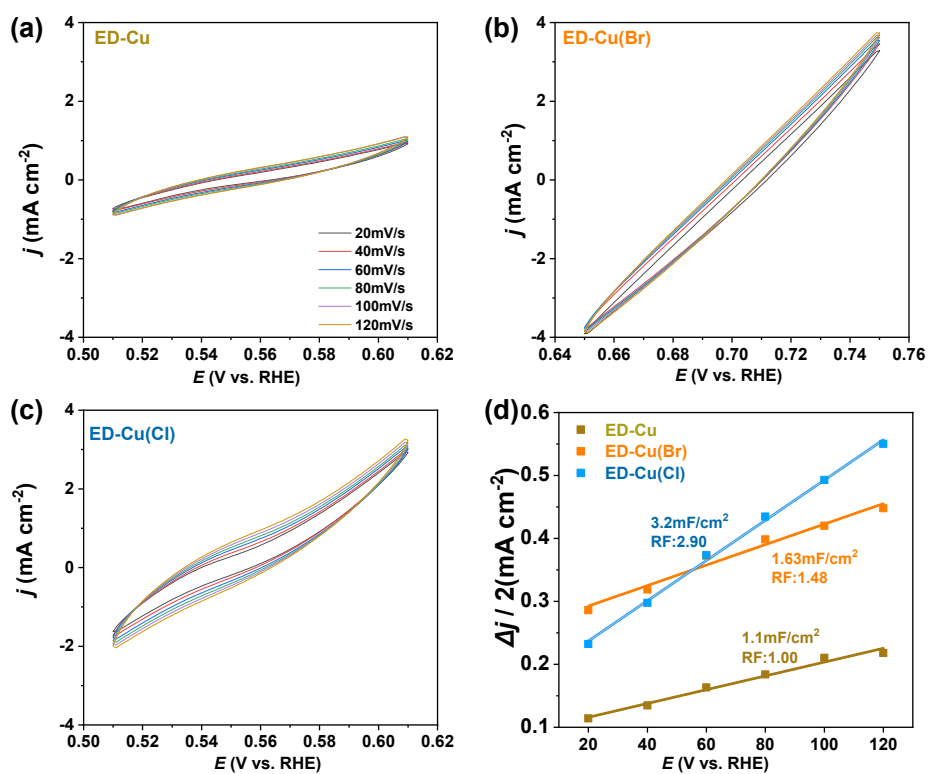 (a)
ED-Cu
4
2
0
-2
-4
j (mA cm⁻²)
0.50 0.52 0.54 0.56 0.58 0.60 0.62
E (V vs. RHE)
20mV/s
40mV/s
60mV/s
80mV/s
100mV/s
120mV/s
(b)
ED-Cu(Br)
4
2
0
-2
-4
j (mA cm⁻²)
0.64 0.66 0.68 0.70 0.72 0.74 0.76
E (V vs. RHE)
(c)
ED-Cu(Cl)
4
2
0
-2
-4
j (mA cm⁻²)
0.50 0.52 0.54 0.56 0.58 0.60 0.62
E (V vs. RHE)
(d)
0.6
0.5
0.4
0.3
0.2
0.1
Δj / 2(mA cm⁻²)
ED-Cu
ED-Cu(Br)
ED-Cu(Cl)
3.2mF/cm²
RF:2.90
1.63mF/cm²
RF:1.48
1.1mF/cm²
RF:1.00
20 40 60 80 100 120
E (V vs. RHE)